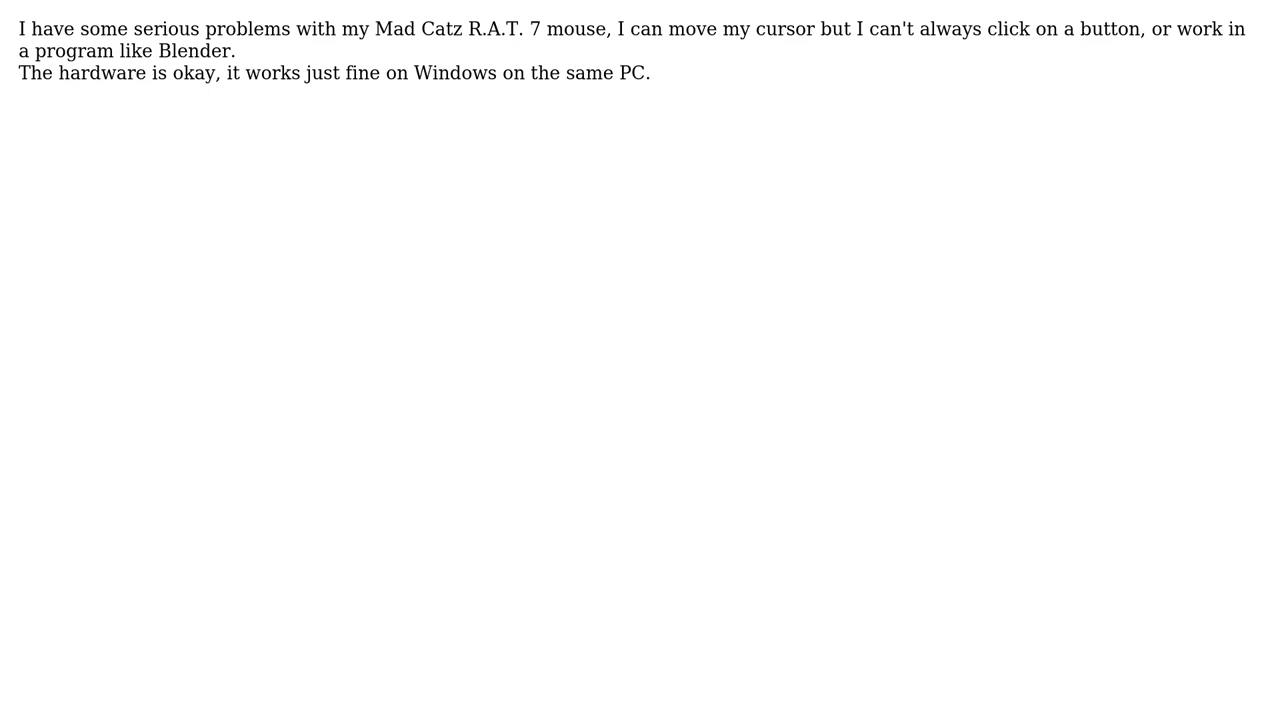 I have some serious problems with my Mad Catz R.A.T. 7 mouse, I can move my cursor but I can't always click on a button, or work in
a program like Blender.
The hardware is okay, it works just fine on Windows on the same PC.